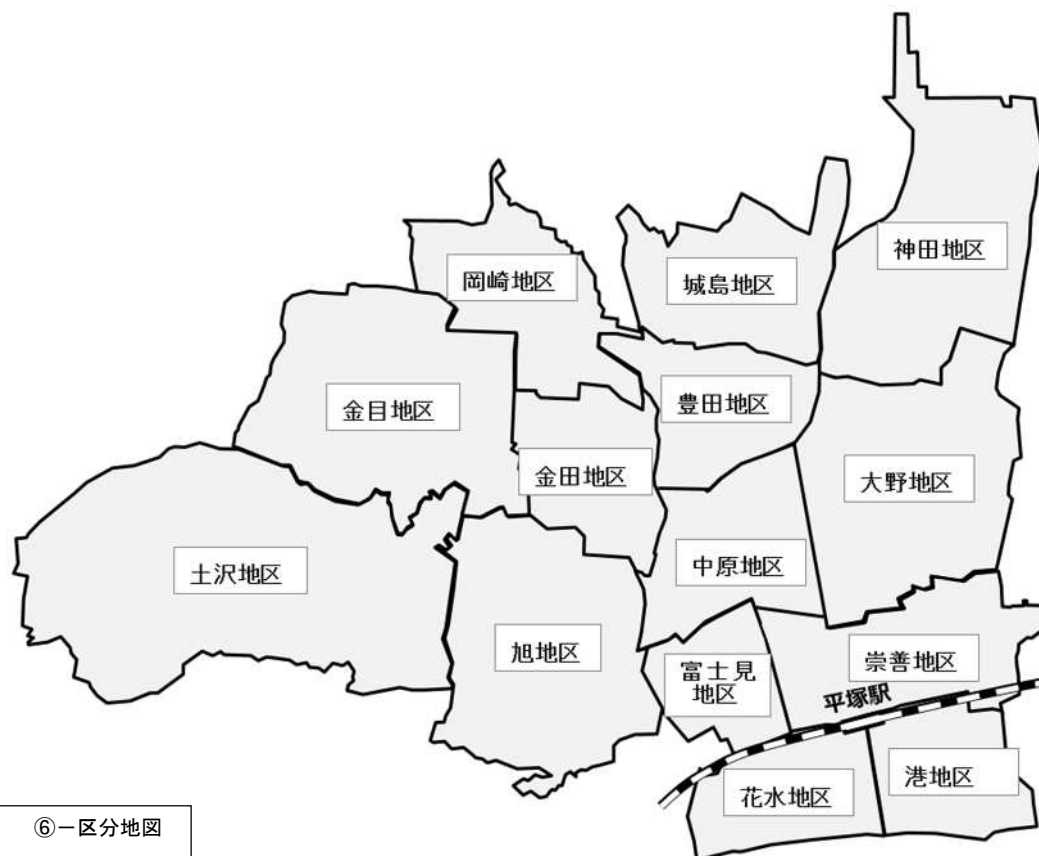 神田地区
岡崎地区
城島地区
金目地区
豊田地区
金田地区
大野地区
土沢地区
中原地区
旭地区
富士見
地区
崇善地区
平塚駅
花水地区
港地区
⑥ー区分地図